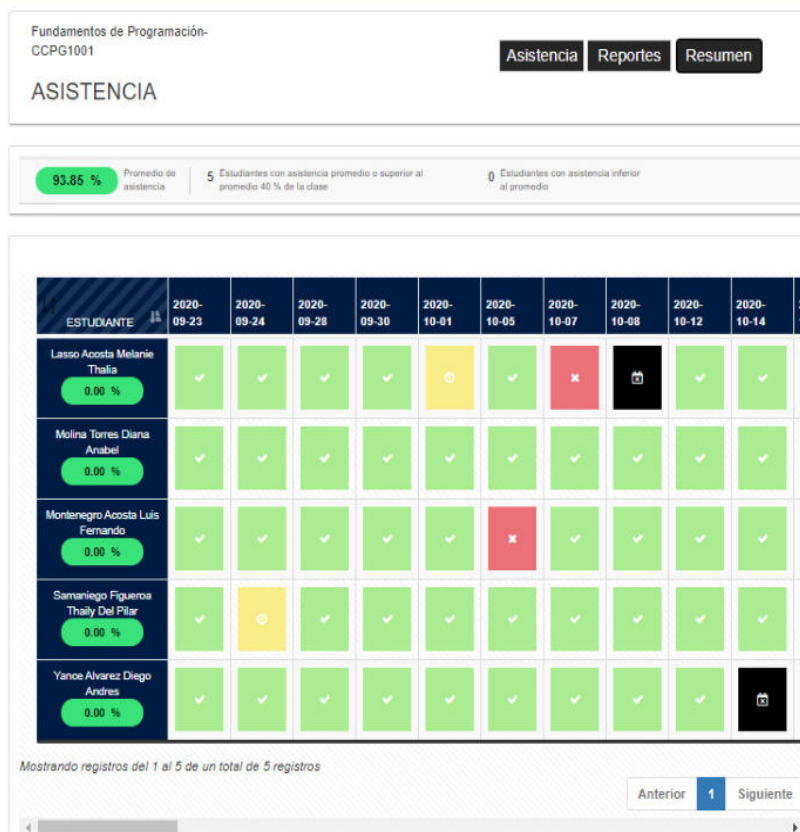 Fundamentos de Programación-
CCPG1001
Asistencia Reportes Resumen
ASISTENCIA
93.85 %
Promedio de
asistencia
5
Estudiantes con asistencia promedio o superior al
promedio 40 % de la clase
0
Estudiantes con asistencia inferior
al promedio
ESTUDIANTE
2020-
09-23
2020-
09-24
2020-
09-28
2020-
09-30
2020-
10-01
2020-
10-05
2020-
10-07
2020-
10-08
2020-
10-12
2020-
10-14
Lasso Acosta Melanie
Thalia
0.00 %
Molina Torres Diana
Anabel
0.00 %
Montenegro Acosta Luis
Fernando
0.00 %
Samaniego Figueroa
Thaily Del Pilar
0.00 %
Yance Alvarez Diego
Andres
0.00 %
Mostrando registros del 1 al 5 de un total de 5 registros
Anterior 1 Siguiente